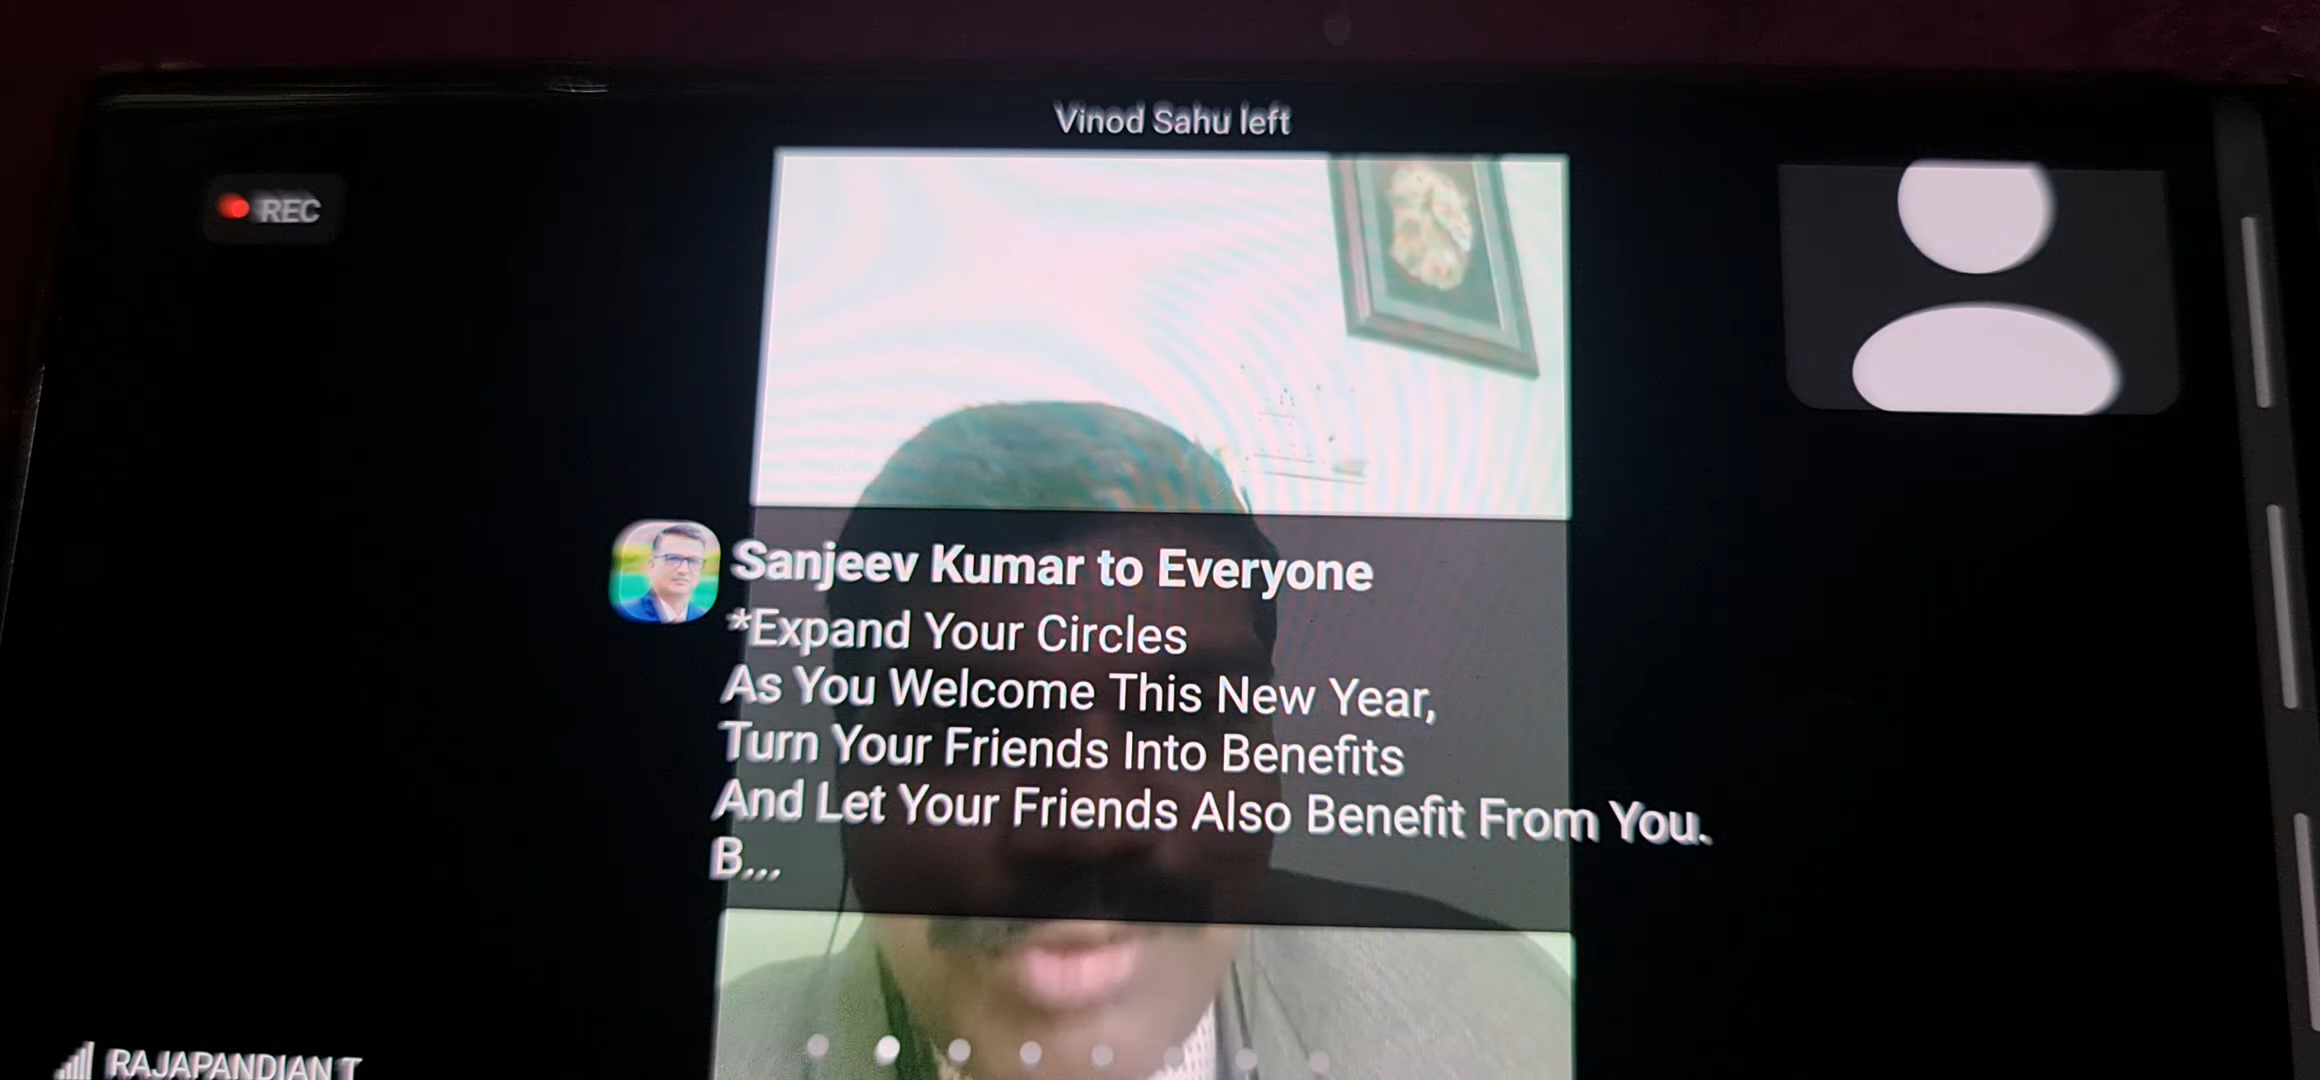 Vinod Sahu left
REC
Sanjeev Kumar to Everyone
*Expand Your Circles
As You Welcome This New Year,
Turn Your Friends Into Benefits
And Let Your Friends Also Benefit From You.
B...
RAJAPANDIAN T